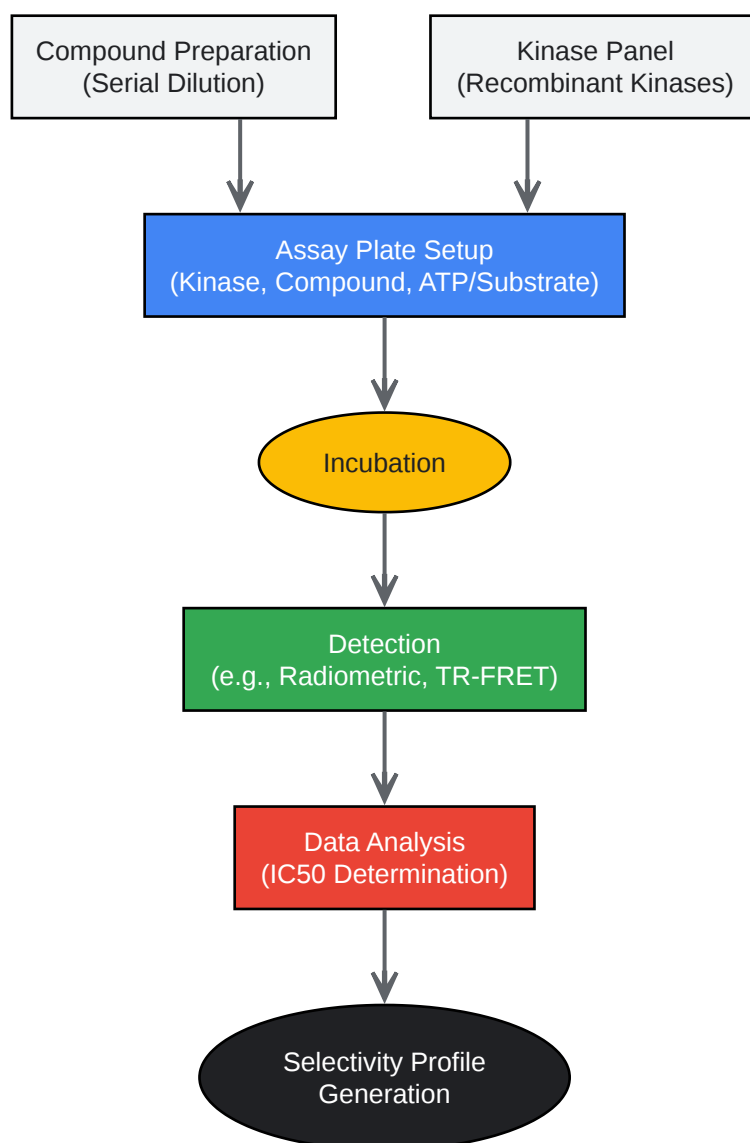 Compound Preparation
(Serial Dilution)
Kinase Panel
(Recombinant Kinases)
Assay Plate Setup
(Kinase, Compound, ATP/Substrate)
Incubation
Detection
(e.g., Radiometric, TR-FRET)
Data Analysis
(IC50 Determination)
Selectivity Profile
Generation